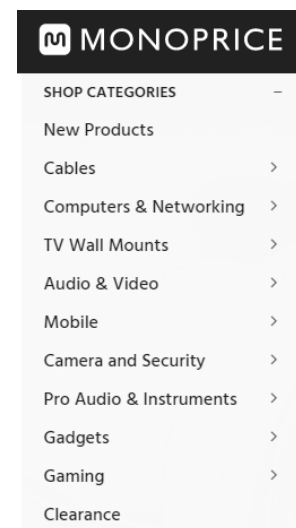 MONOPRICE
SHOP CATEGORIES
New Products
Cables
Computers & Networking
TV Wall Mounts
Audio & Video
Mobile
Camera and Security
Pro Audio & Instruments
Gadgets
Gaming
Clearance